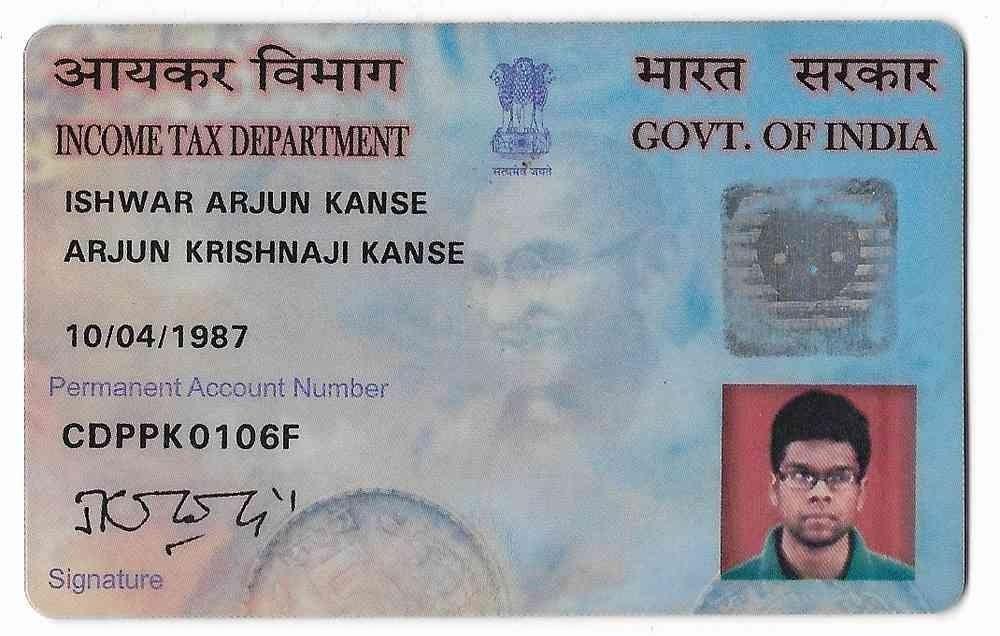 आयकर विभाग
INCOME TAX DEPARTMENT
भारत सरकार
GOVT. OF INDIA
सत्यमेव जयते
ISHWAR ARJUN KANSE
ARJUN KRISHNAJI KANSE
10/04/1987
Permanent Account Number
CDPPK0106F
Signature